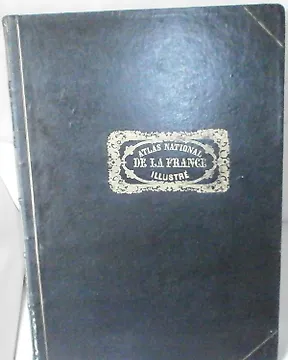 ATLAS NATIONAL
DE LA FRANCE
ILLUSTRÉ